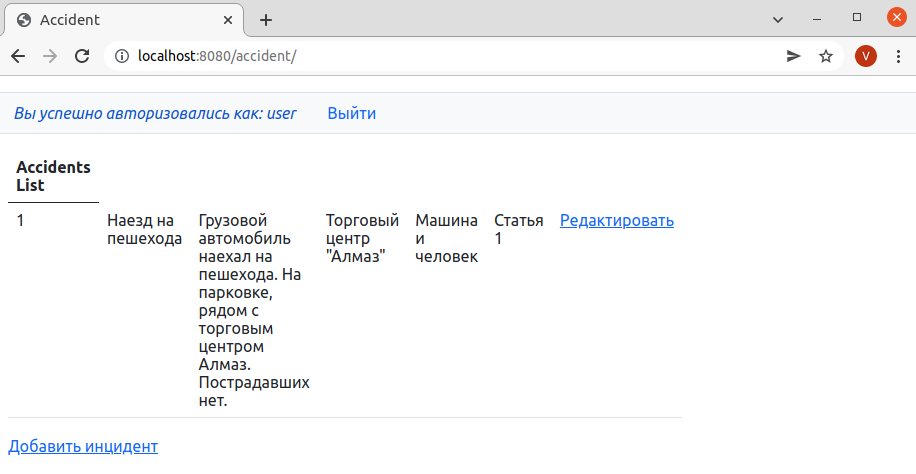 Accident
localhost:8080/accident/
V
Вы успешно авторизовались как: user Выйти
Accidents
List
1
Наезд на
пешехода
Грузовой
автомобиль
наехал на
пешехода. На
парковке,
рядом с
торговым
центром
Алмаз.
Пострадавших
нет.
Торговый
центр
"Алмаз"
Машина
и
человек
Статья
1
Редактировать
Добавить инцидент